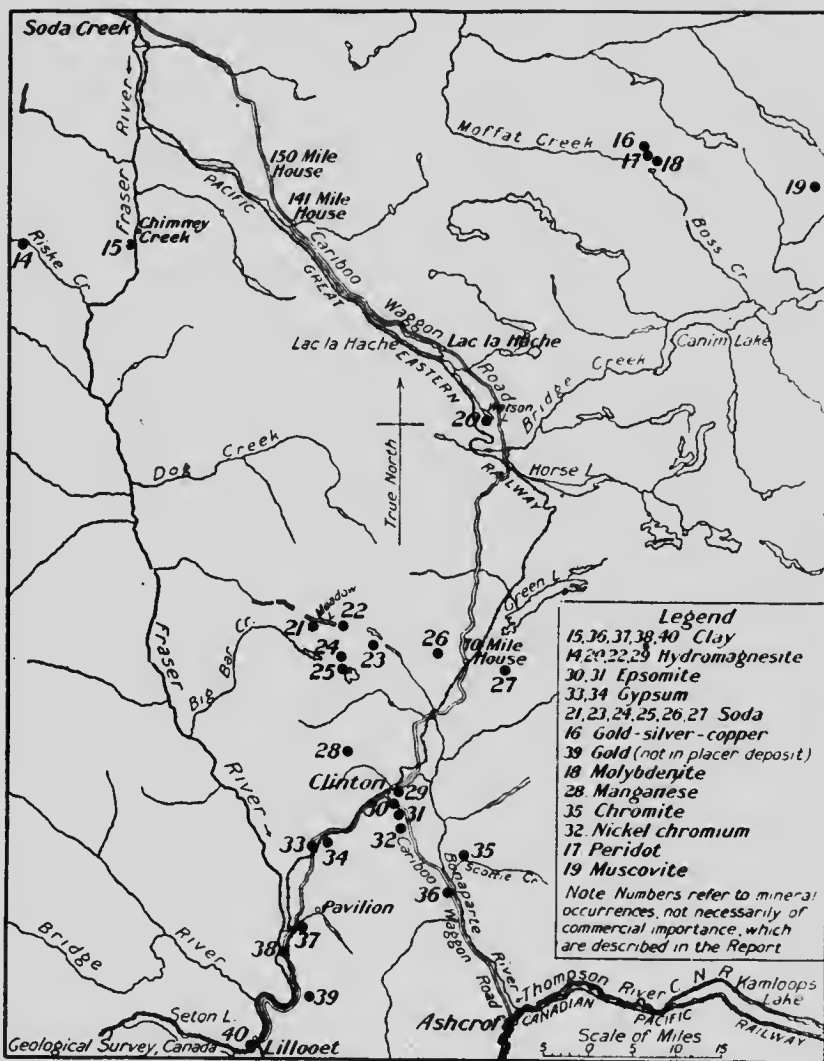 Soda Creek
River →
Fraser
Moffat Creek
16
17
18
19
150 Mile
House
141 Mile
House
PACIFIC
Chimney
Creek
14
15
Riske Cr.
Boss Cr.
Cariboo
GREAT
Waggon
Lac la Hache
Lac la Hache
EASTERN
Road
Canim Lake
Bridge Creek
20
RAILWAY
Horse L.
Dog Creek
True North
Green L.
Meadow
L.
21
22
23
24
25
26
70 Mile
House
27
Big Bar Cr.
Fraser
River →
28
Clinton
29
30
31
32
33
34
35
Scottie Cr.
36
Cariboo
Waggon
Road
Bonaparte
River
Pavilion
37
38
39
Bridge
River
Seton L.
40
Lillooet
Ashcroft
Thompson River
C N R
Kamloops
Lake
CANADIAN
PACIFIC
RAILWAY
Scale of Miles
5 0 5 10 15
Geological Survey, Canada
Legend
15,36,37,38,40 Clay
14,20,22,29 Hydromagnesite
30,31 Epsomite
33,34 Gypsum
21,23,24,25,26,27 Soda
16 Gold-silver-copper
39 Gold (not in placer deposit)
18 Molybdenite
28 Manganese
35 Chromite
32 Nickel chromium
17 Peridot
19 Muscovite
Note Numbers refer to mineral
occurrences, not necessarily of
commercial importance, which
are described in the Report